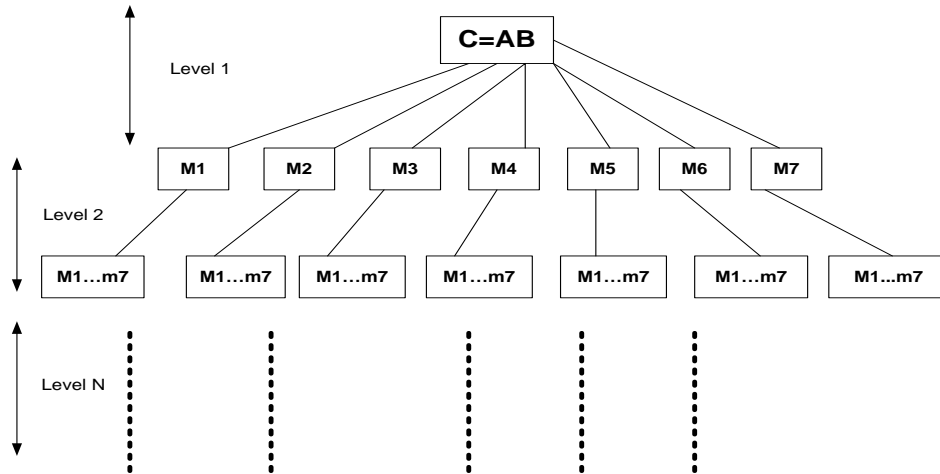 C=AB
Level 1
M1 M2 M3 M4 M5 M6 M7
Level 2
M1…m7 M1…m7 M1…m7 M1…m7 M1…m7 M1…m7 M1...m7
Level N